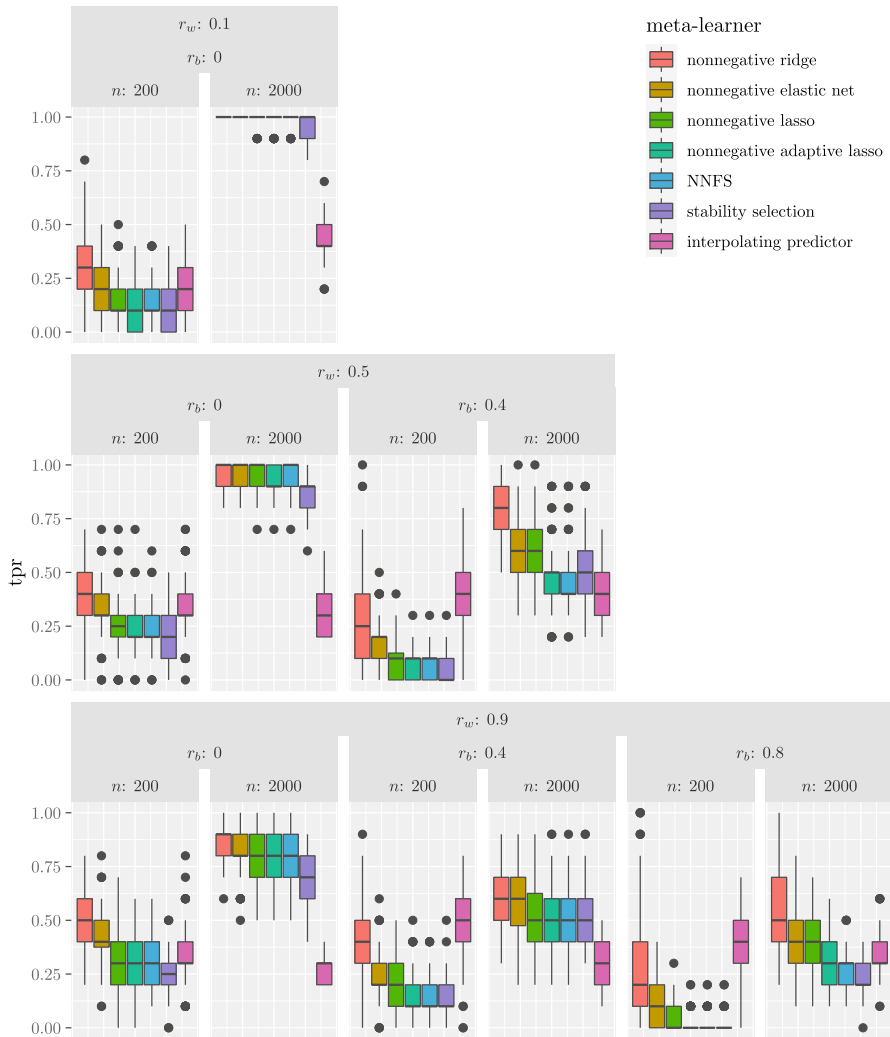 r_w: 0.1
r_b: 0
n: 200
n: 2000
1.00
0.75
0.50
0.25
0.00
meta-learner
nonnegative ridge
nonnegative elastic net
nonnegative lasso
nonnegative adaptive lasso
NNFS
stability selection
interpolating predictor
tpr
r_w: 0.5
r_b: 0
r_b: 0.4
n: 200
n: 2000
n: 200
n: 2000
1.00
0.75
0.50
0.25
0.00
r_w: 0.9
r_b: 0
r_b: 0.4
r_b: 0.8
n: 200
n: 2000
n: 200
n: 2000
n: 200
n: 2000
1.00
0.75
0.50
0.25
0.00